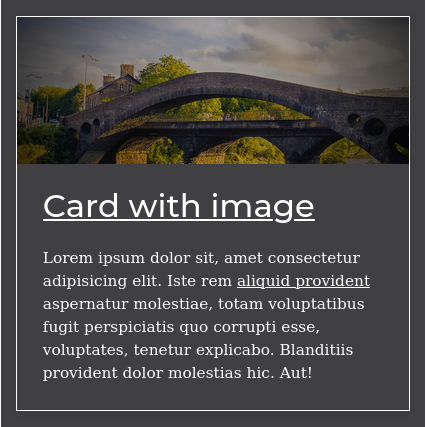 Card with image
Lorem ipsum dolor sit, amet consectetur
adipisicing elit. Iste rem aliquid provident
aspernatur molestiae, totam voluptatibus
fugit perspiciatis quo corrupti esse,
voluptates, tenetur explicabo. Blanditiis
provident dolor molestias hic. Aut!